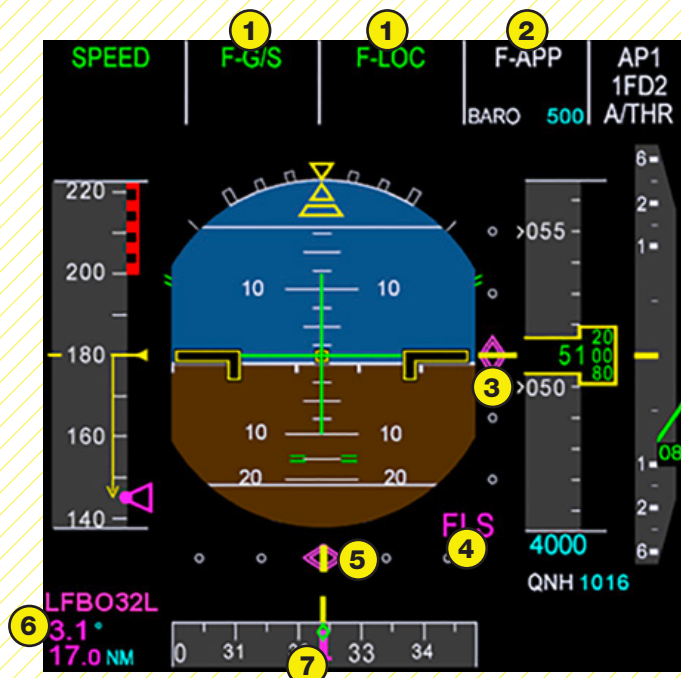 1 1 2
SPEED F-G/S F-LOC F-APP AP1
1FD2
BARO 500 A/THR
220 6
2
>055 1
200
10 10
20
180 51 00
80
3 >050
160 10 10 08
1
20 20 2
140 FLS 6
4
5 4000
QNH 1016
LFBO32L
6 3.1°
17.0 NM
0 31 33 34
7